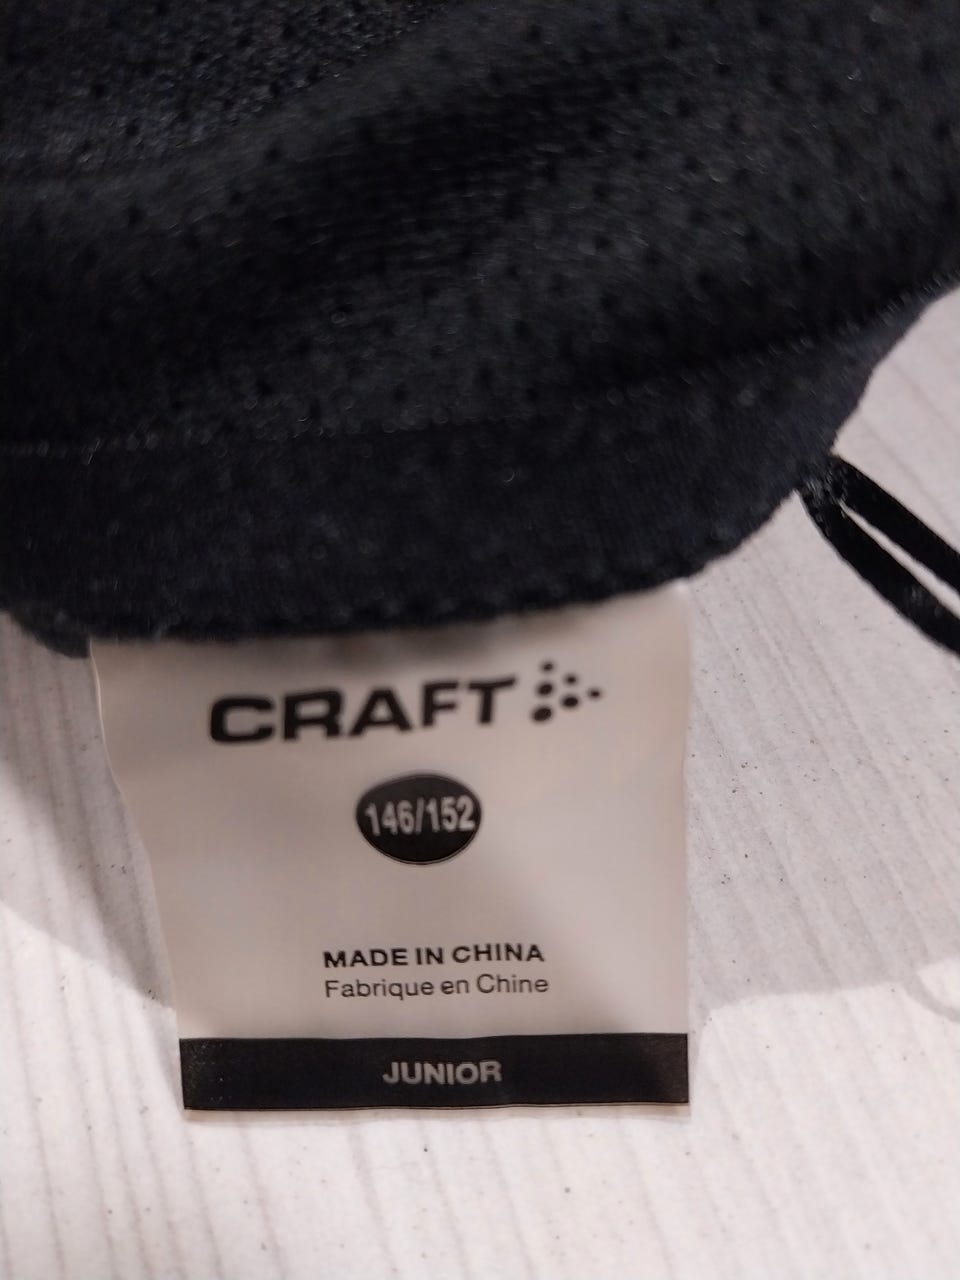 CRAFT
146/152
MADE IN CHINA
Fabrique en Chine
JUNIOR